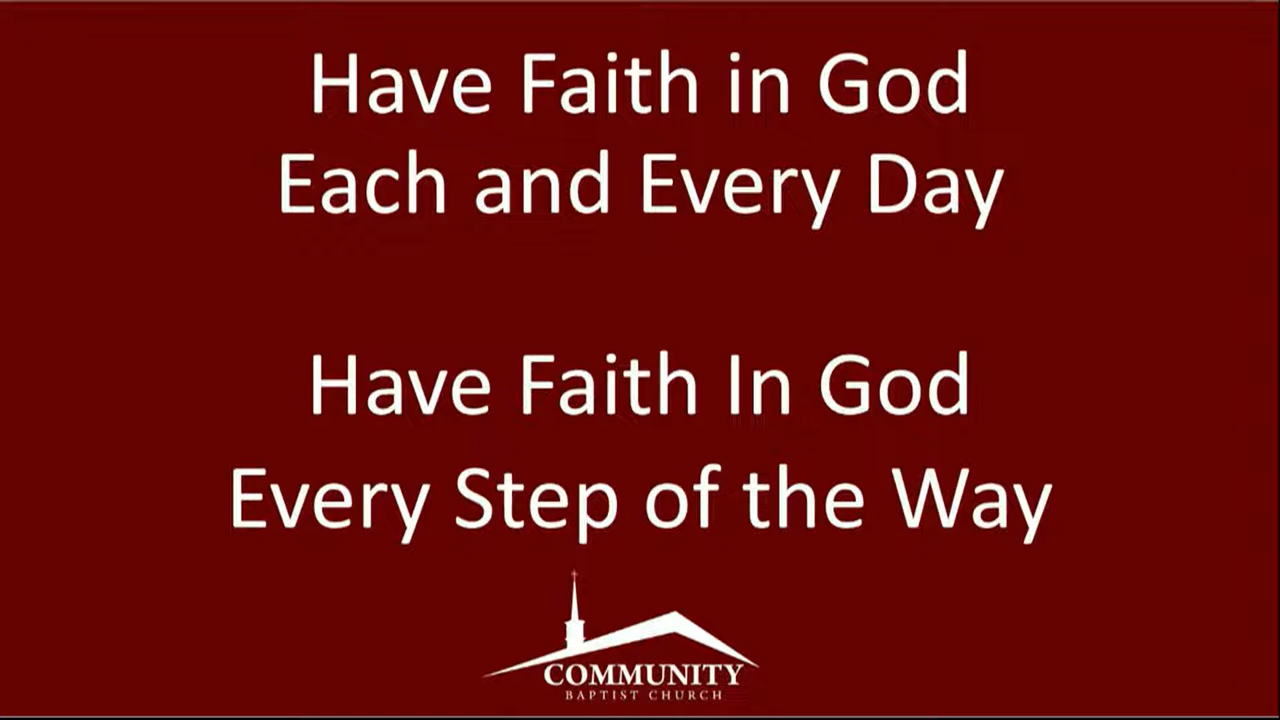 Have Faith in God
Each and Every Day
Have Faith In God
Every Step of the Way
COMMUNITY
BAPTIST CHURCH